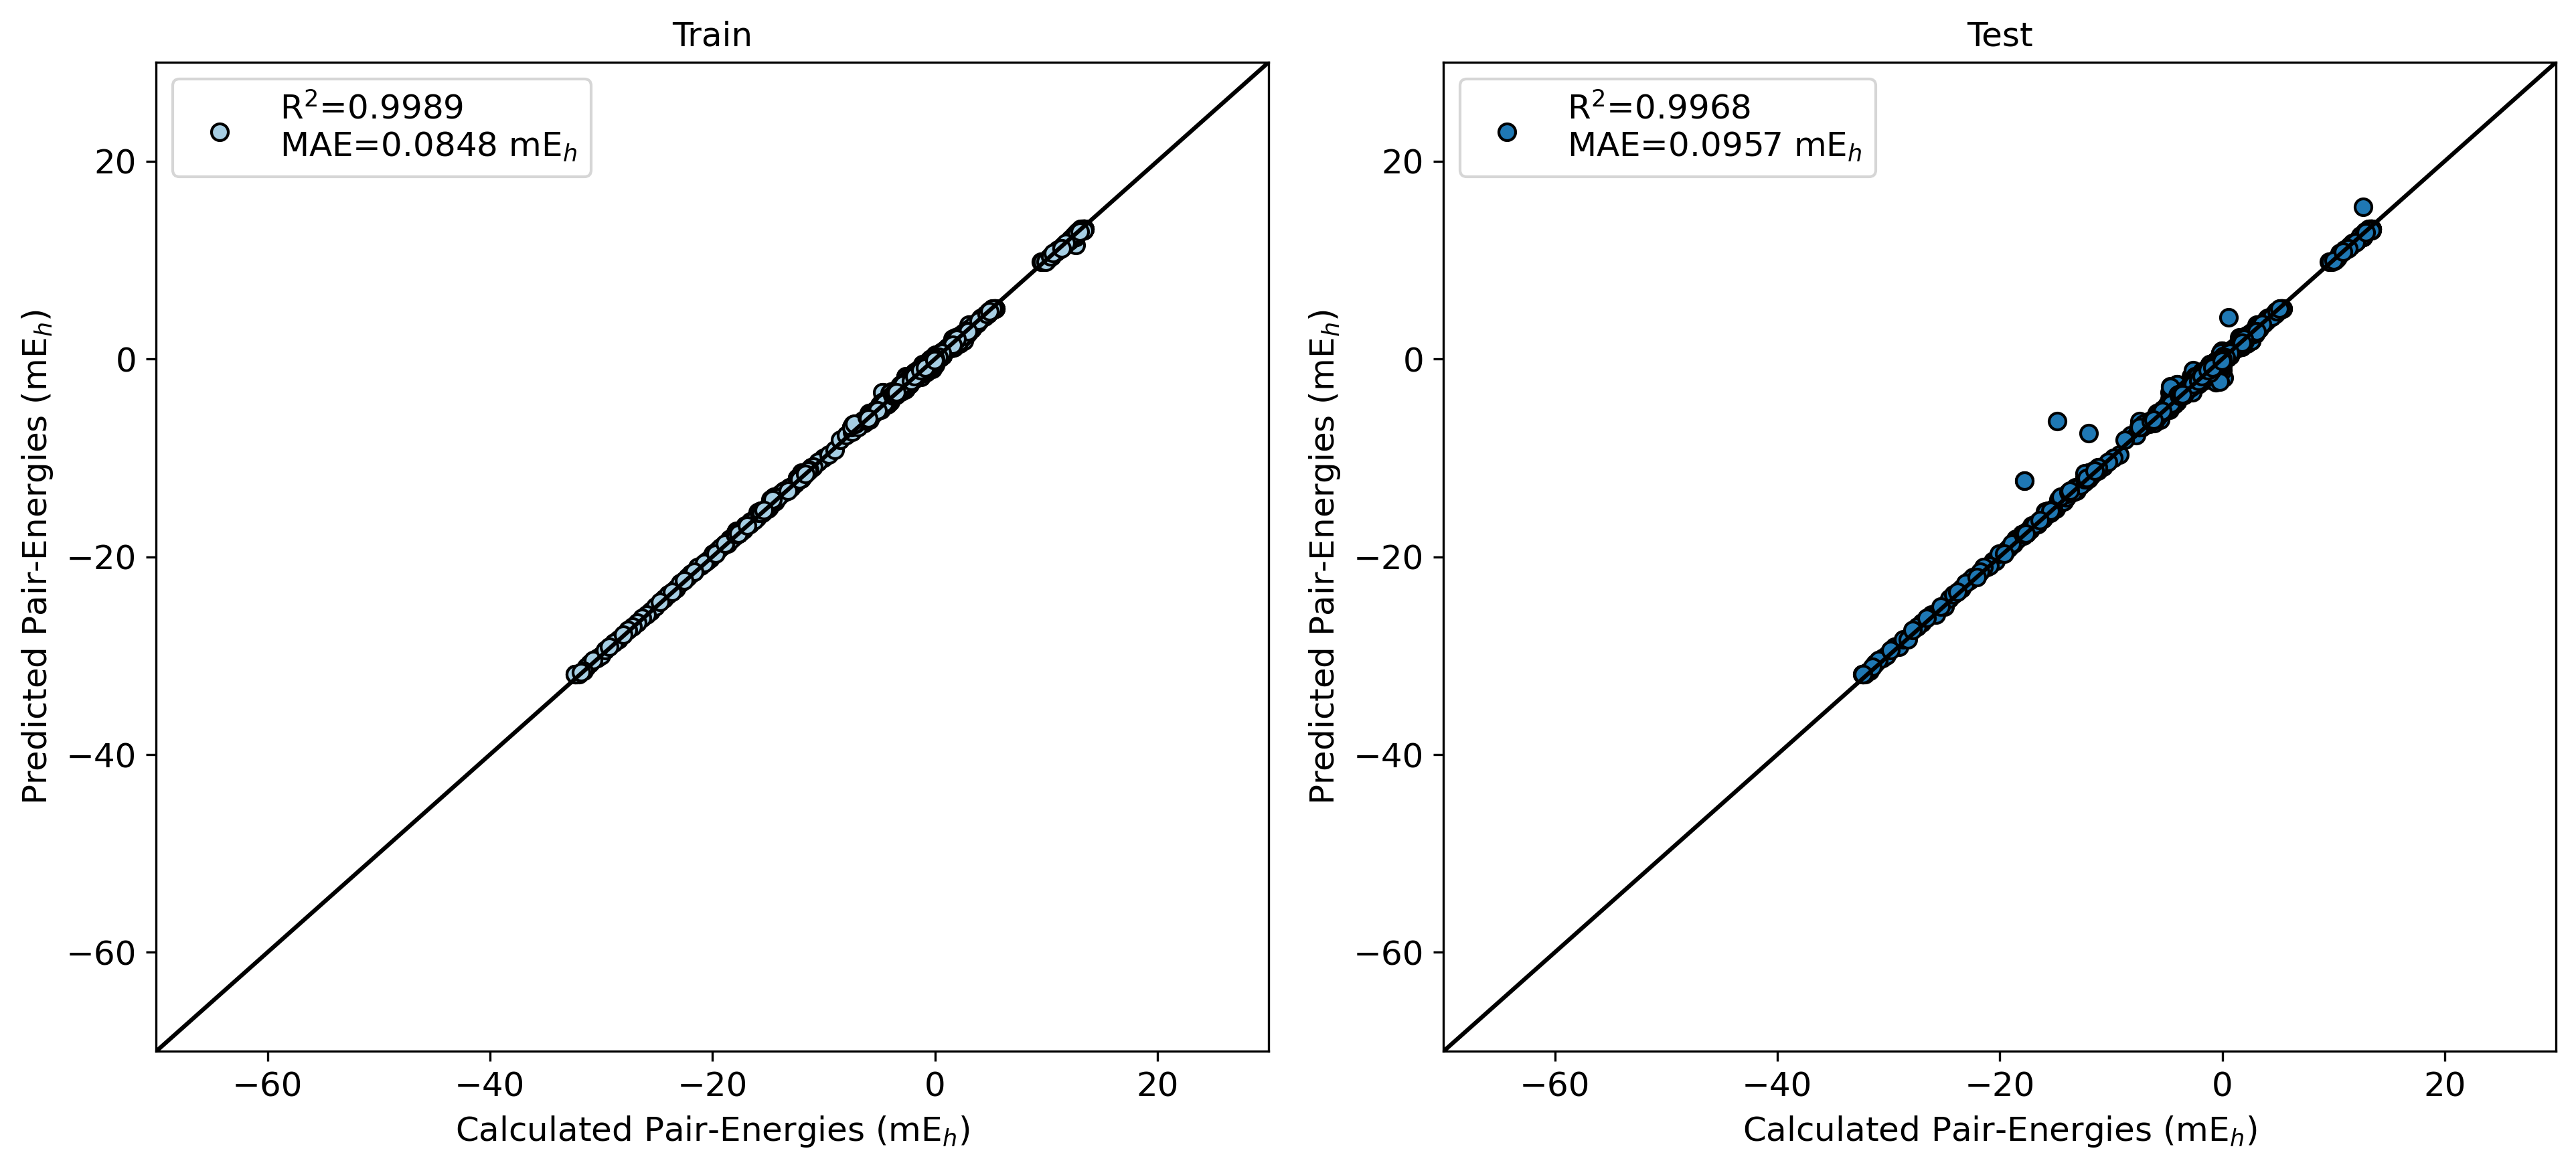 Train
R²=0.9989
MAE=0.0848 mEₕ
20
0
−20
−40
−60
−60
−40
−20
0
20
Predicted Pair-Energies (mEₕ)
Calculated Pair-Energies (mEₕ)
Test
R²=0.9968
MAE=0.0957 mEₕ
20
0
−20
−40
−60
−60
−40
−20
0
20
Predicted Pair-Energies (mEₕ)
Calculated Pair-Energies (mEₕ)